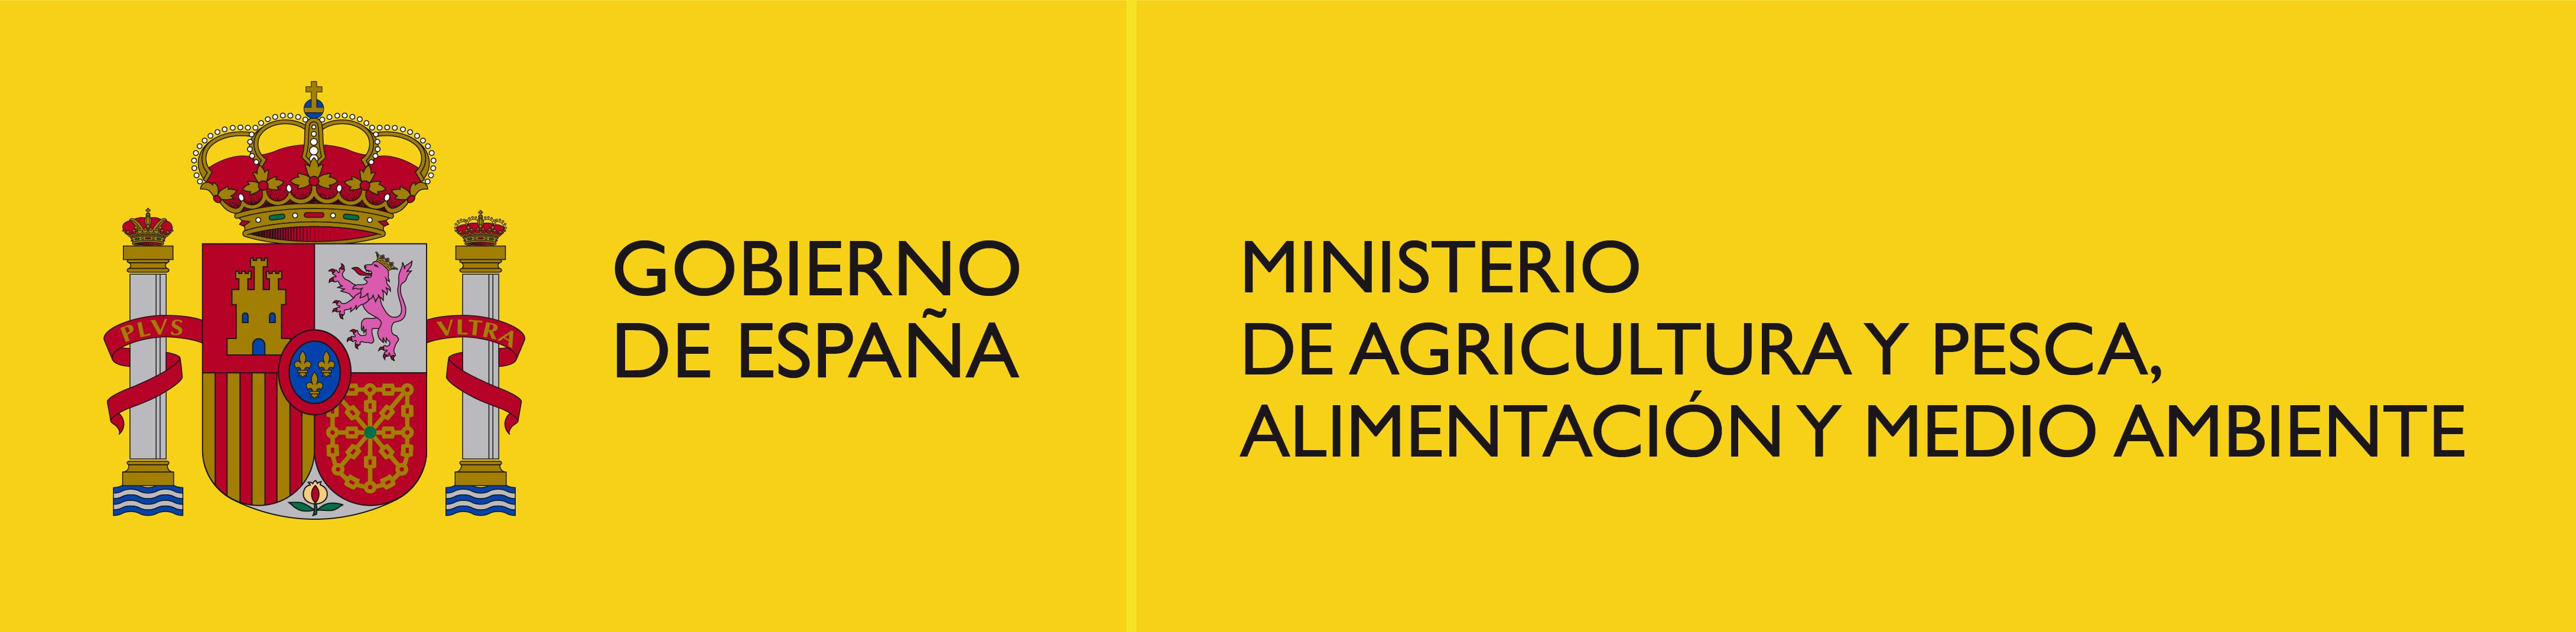 PLVS VLTRA
GOBIERNO
DE ESPAÑA
MINISTERIO
DE AGRICULTURA Y PESCA,
ALIMENTACIÓN Y MEDIO AMBIENTE